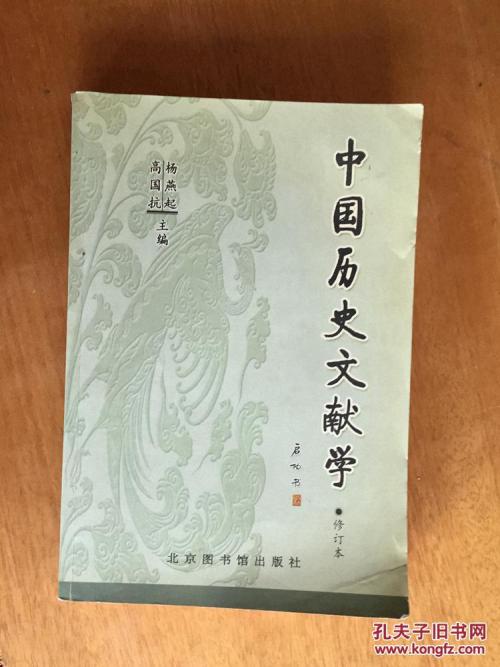 中国历史文献学
●修订本
启功书
杨燕起
高国抗
主编
北京图书馆出版社
孔夫子旧书网
www.kongfz.com